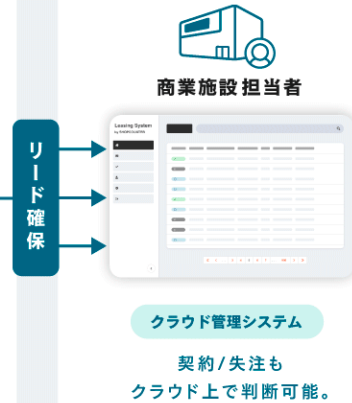 商業施設担当者
リード確保
Leasing System
クラウド管理システム
契約/失注も
クラウド上で判断可能。